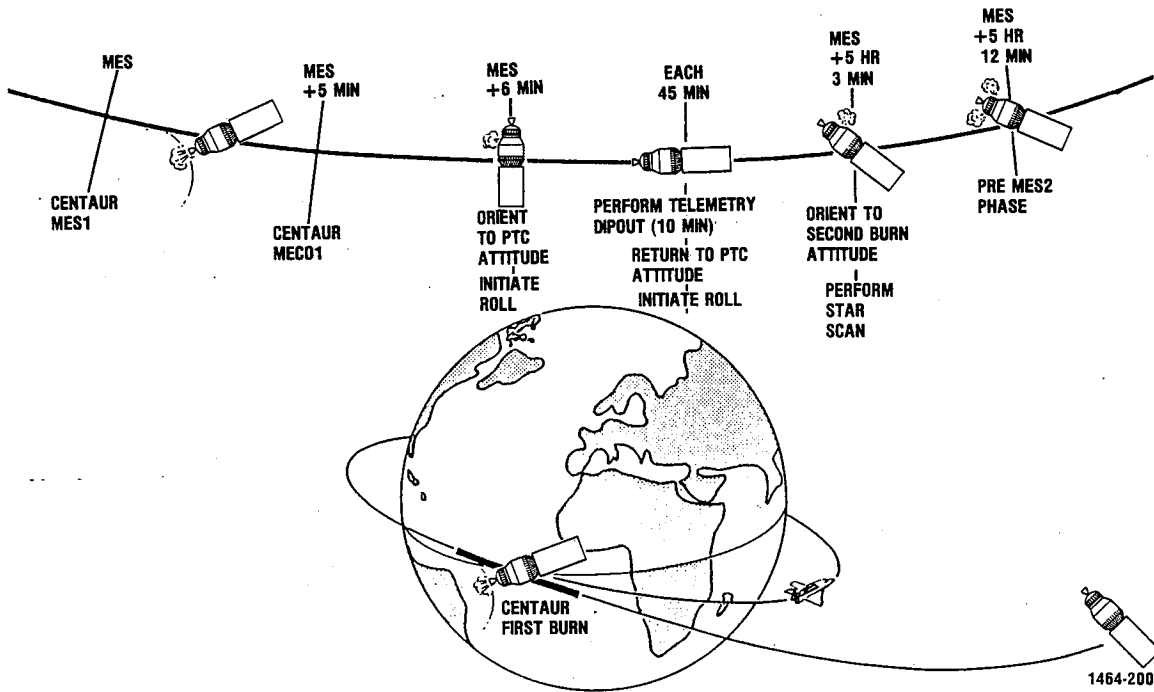 MES
CENTAUR
MES1
MES
+5 MIN
CENTAUR
MECO1
MES
+6 MIN
ORIENT
TO PTC
ATTITUDE
INITIATE
ROLL
EACH
45 MIN
PERFORM TELEMETRY
DIPOUT (10 MIN)
RETURN TO PTC
ATTITUDE
INITIATE ROLL
MES
+5 HR
3 MIN
ORIENT TO
SECOND BURN
ATTITUDE
PERFORM
STAR
SCAN
MES
+5 HR
12 MIN
PRE MES2
PHASE
CENTAUR
FIRST BURN
1464-200